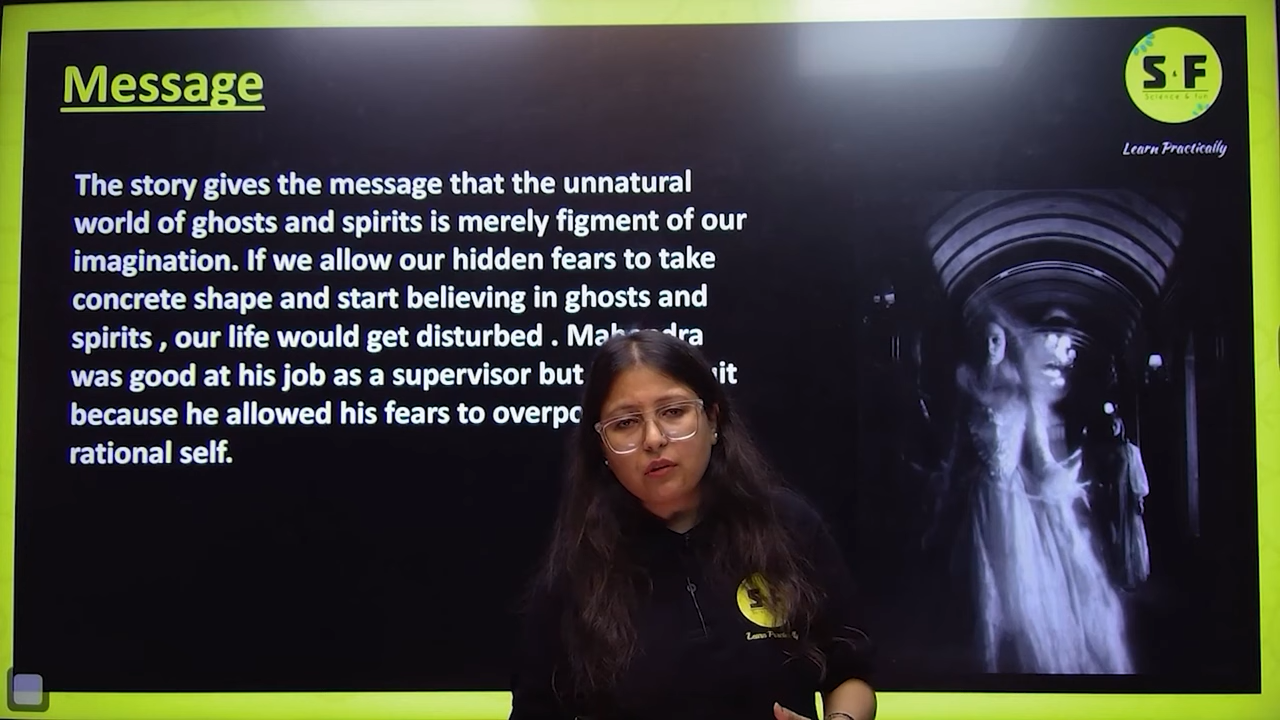 Message
S & F
Science & fun
Learn Practically
The story gives the message that the unnatural
world of ghosts and spirits is merely figment of our
imagination. If we allow our hidden fears to take
concrete shape and start believing in ghosts and
spirits , our life would get disturbed .
was good at his job as a supervisor but
because he allowed his fears to
rational self.
S&F
Learn